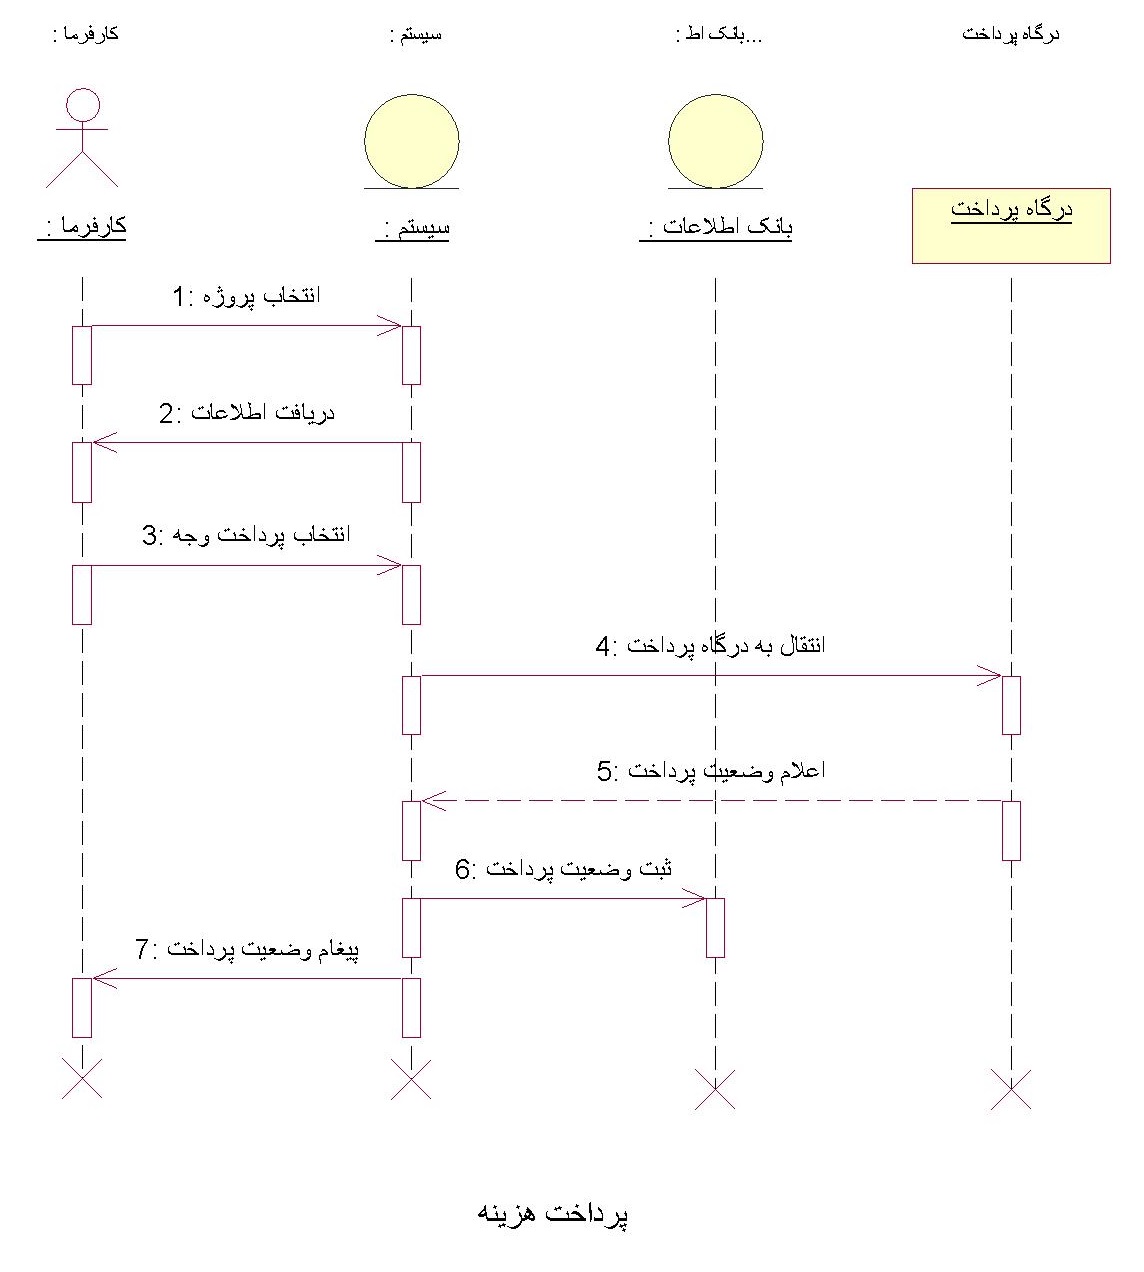 کارفرما :
سیستم :
بانک اط... :
درگاه پرداخت
کارفرما :
سیستم :
بانک اطلاعات :
درگاه پرداخت
1: انتخاب پروژه
2: دریافت اطلاعات
3: انتخاب پرداخت وجه
4: انتقال به درگاه پرداخت
5: اعلام وضعیت پرداخت
6: ثبت وضعیت پرداخت
7: پیغام وضعیت پرداخت
پرداخت هزینه